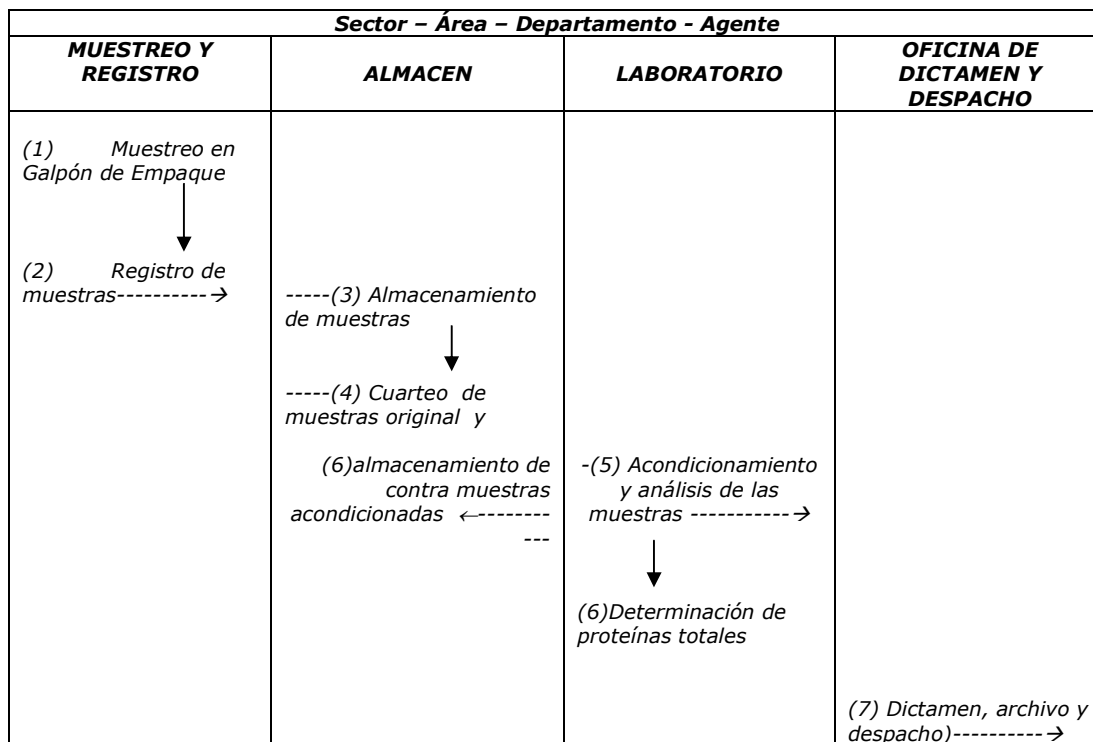 Sector – Área – Departamento - Agente
MUESTREO Y
REGISTRO
ALMACEN
LABORATORIO
OFICINA DE
DICTAMEN Y
DESPACHO
(1) Muestreo en
Galpón de Empaque
(2) Registro de
muestras----------→
-----(3) Almacenamiento
de muestras
-----(4) Cuarteo de
muestras original y
(6)almacenamiento de
contra muestras
acondicionadas ←--------
---
-(5) Acondicionamiento
y análisis de las
muestras -----------→
(6)Determinación de
proteínas totales
(7) Dictamen, archivo y
despacho)----------→